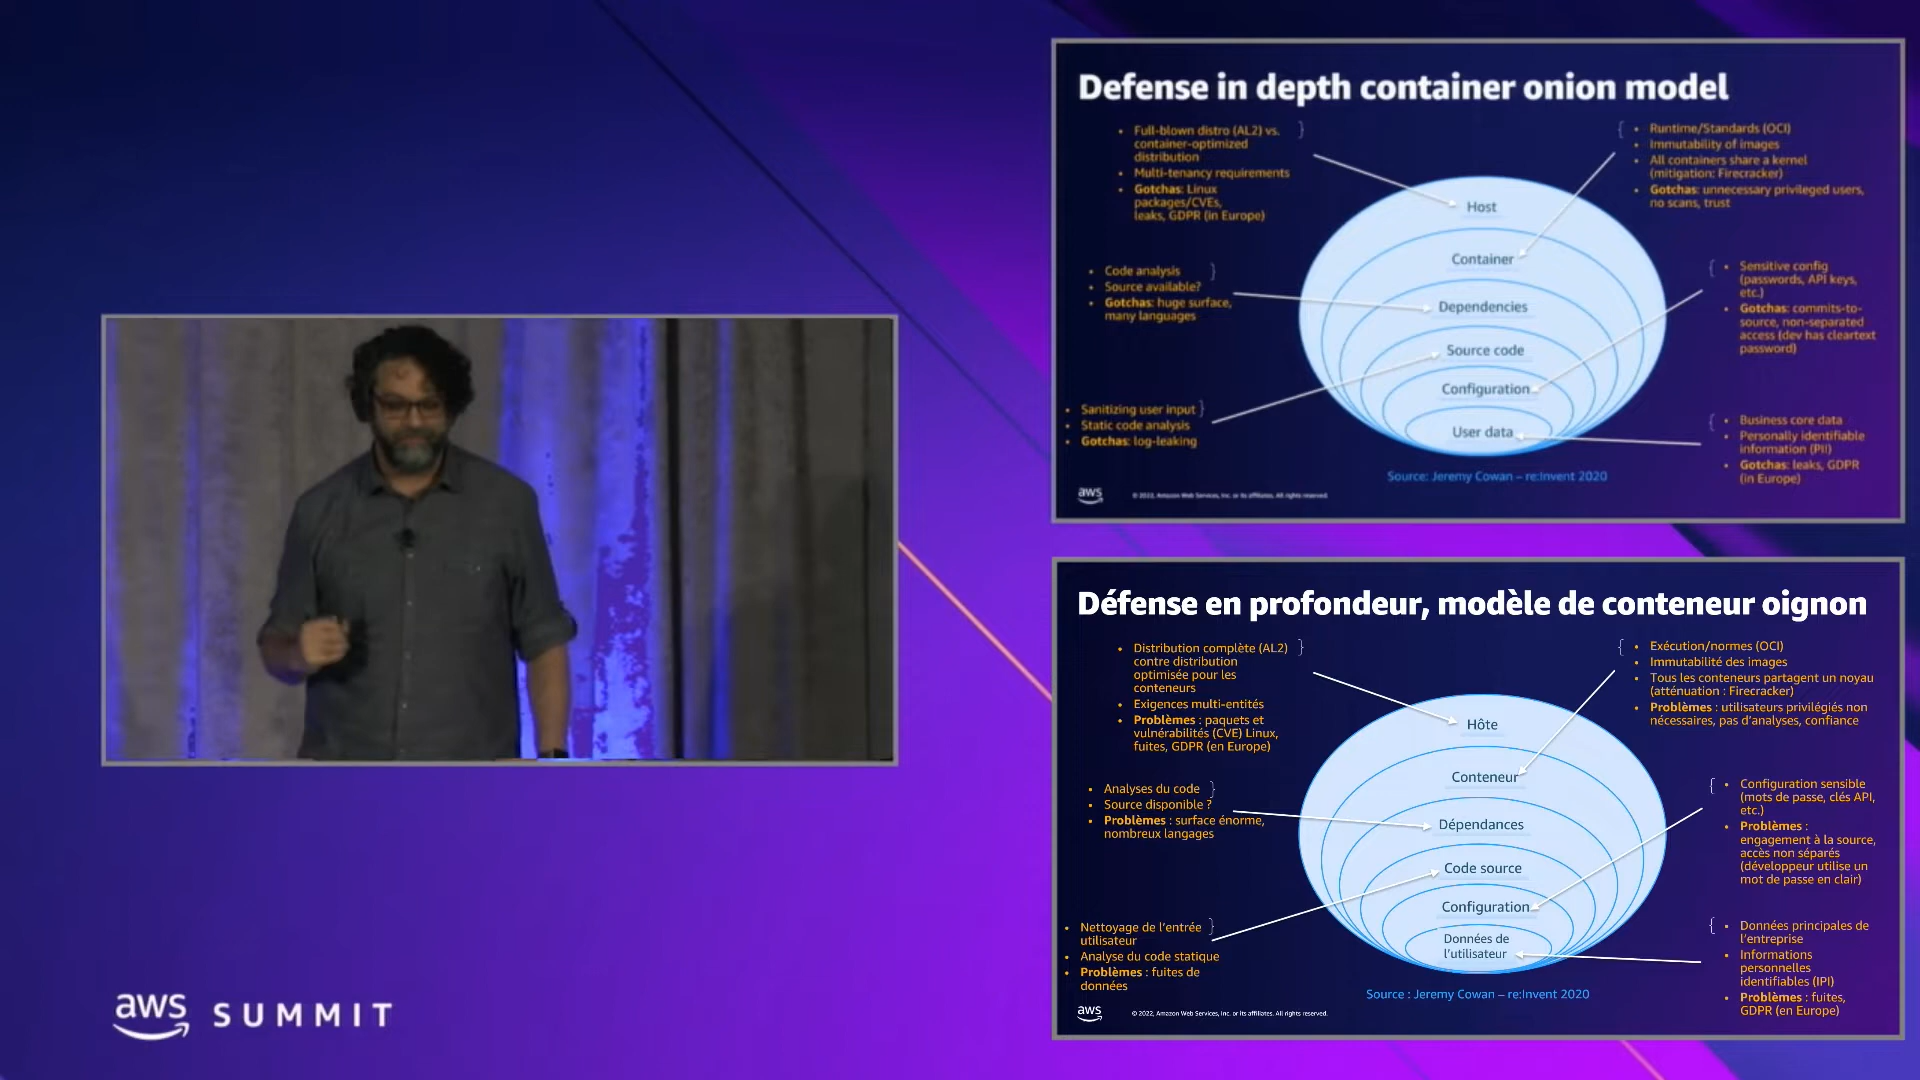 Defense in depth container onion model
• Full-blown distro (AL2) vs.
container-optimized
distribution
• Multi-tenancy requirements
• Gotchas: Linux
packages/CVEs,
leaks, GDPR (in Europe)
• Runtime/Standards (OCI)
• Immutability of images
• All containers share a kernel
(mitigation: Firecracker)
• Gotchas: unnecessary privileged users,
no scans, trust
Host
Container
• Code analysis
• Source available?
• Gotchas: huge surface,
many languages
• Sensitive config
(passwords, API keys,
etc.)
• Gotchas: commits-to-
source, non-separated
access (dev has cleartext
password)
Dependencies
Source code
Configuration
• Sanitizing user input
• Static code analysis
• Gotchas: log-leaking
User data
• Business core data
• Personally identifiable
information (PII)
• Gotchas: leaks, GDPR
(in Europe)
Source: Jeremy Cowan – re:Invent 2020
aws
© 2022, Amazon Web Services, Inc. or its affiliates. All rights reserved.
Défense en profondeur, modèle de conteneur oignon
• Distribution complète (AL2)
contre distribution
optimisée pour les
conteneurs
• Exigences multi-entités
• Problèmes : paquets et
vulnérabilités (CVE) Linux,
fuites, GDPR (en Europe)
• Exécution/normes (OCI)
• Immutabilité des images
• Tous les conteneurs partagent un noyau
(atténuation : Firecracker)
• Problèmes : utilisateurs privilégiés non
nécessaires, pas d'analyses, confiance
Hôte
Conteneur
• Analyses du code
• Source disponible ?
• Problèmes : surface énorme,
nombreux langages
• Configuration sensible
(mots de passe, clés API,
etc.)
• Problèmes :
engagement à la source,
accès non séparés
(développeur utilise un
mot de passe en clair)
Dépendances
Code source
Configuration
• Nettoyage de l'entrée
utilisateur
• Analyse du code statique
• Problèmes : fuites de
données
Données de
l'utilisateur
• Données principales de
l'entreprise
• Informations
personnelles
identifiables (IPI)
• Problèmes : fuites,
GDPR (en Europe)
Source : Jeremy Cowan – re:Invent 2020
aws
© 2022, Amazon Web Services, Inc. or its affiliates. All rights reserved.
aws SUMMIT